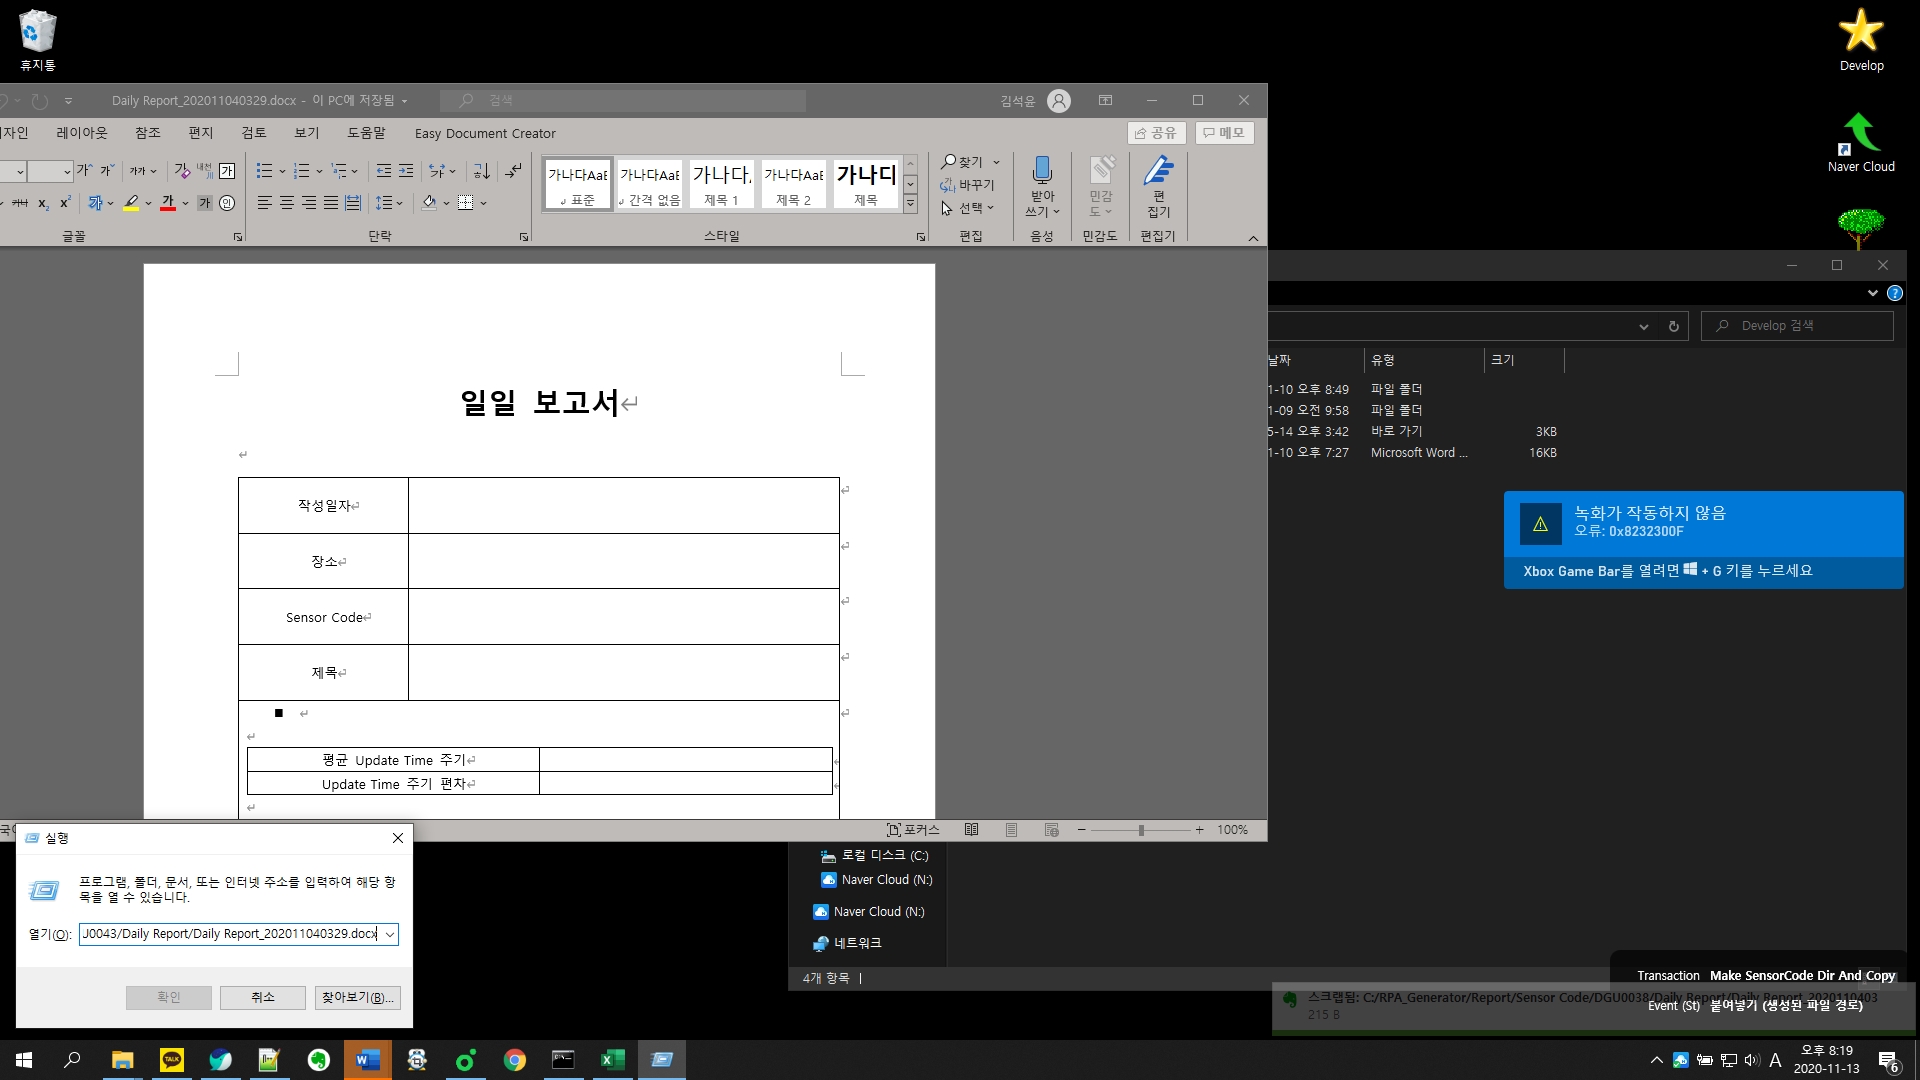 휴지통
Develop
Naver Cloud
Daily Report_202011040329.docx - 이 PC에 저장됨
검색
김석윤
레이아웃 참조 편지 검토 보기 도움말 Easy Document Creator
공유
메모
가나다AaE
표준
가나다AaE
간격 없음
가나다,
제목 1
가나다AaE
제목 2
가나디
제목
찾기
바꾸기
선택
받아
쓰기
민감
도
편
집기
글꼴 단락 스타일 편집 음성 민감도 편집기
일일 보고서
작성일자
장소
Sensor Code
제목
평균 Update Time 주기
Update Time 주기 편차
포커스
100%
Develop 검색
날짜 유형 크기
1-10 오후 8:49 파일 폴더
1-09 오전 9:58 파일 폴더
5-14 오후 3:42 바로 가기 3KB
1-10 오후 7:27 Microsoft Word ... 16KB
녹화가 작동하지 않음
오류: 0x8232300F
Xbox Game Bar를 열려면 + G 키를 누르세요
로컬 디스크 (C:)
Naver Cloud (N:)
Naver Cloud (N:)
네트워크
4개 항목
실행
프로그램, 폴더, 문서, 또는 인터넷 주소를 입력하여 해당 항
목을 열 수 있습니다.
열기(O): J0043/Daily Report/Daily Report_202011040329.docx
확인 취소 찾아보기(B)...
Transaction Make SensorCode Dir And Copy
스크랩됨: C:/RPA_Generator/Report/Sensor Code/DGU0038/Daily Report/Daily Report_2020110403
Event (St) 붙여넣기 (생성된 파일 경로)
215 B
TALK
A
오후 8:19
2020-11-13
6